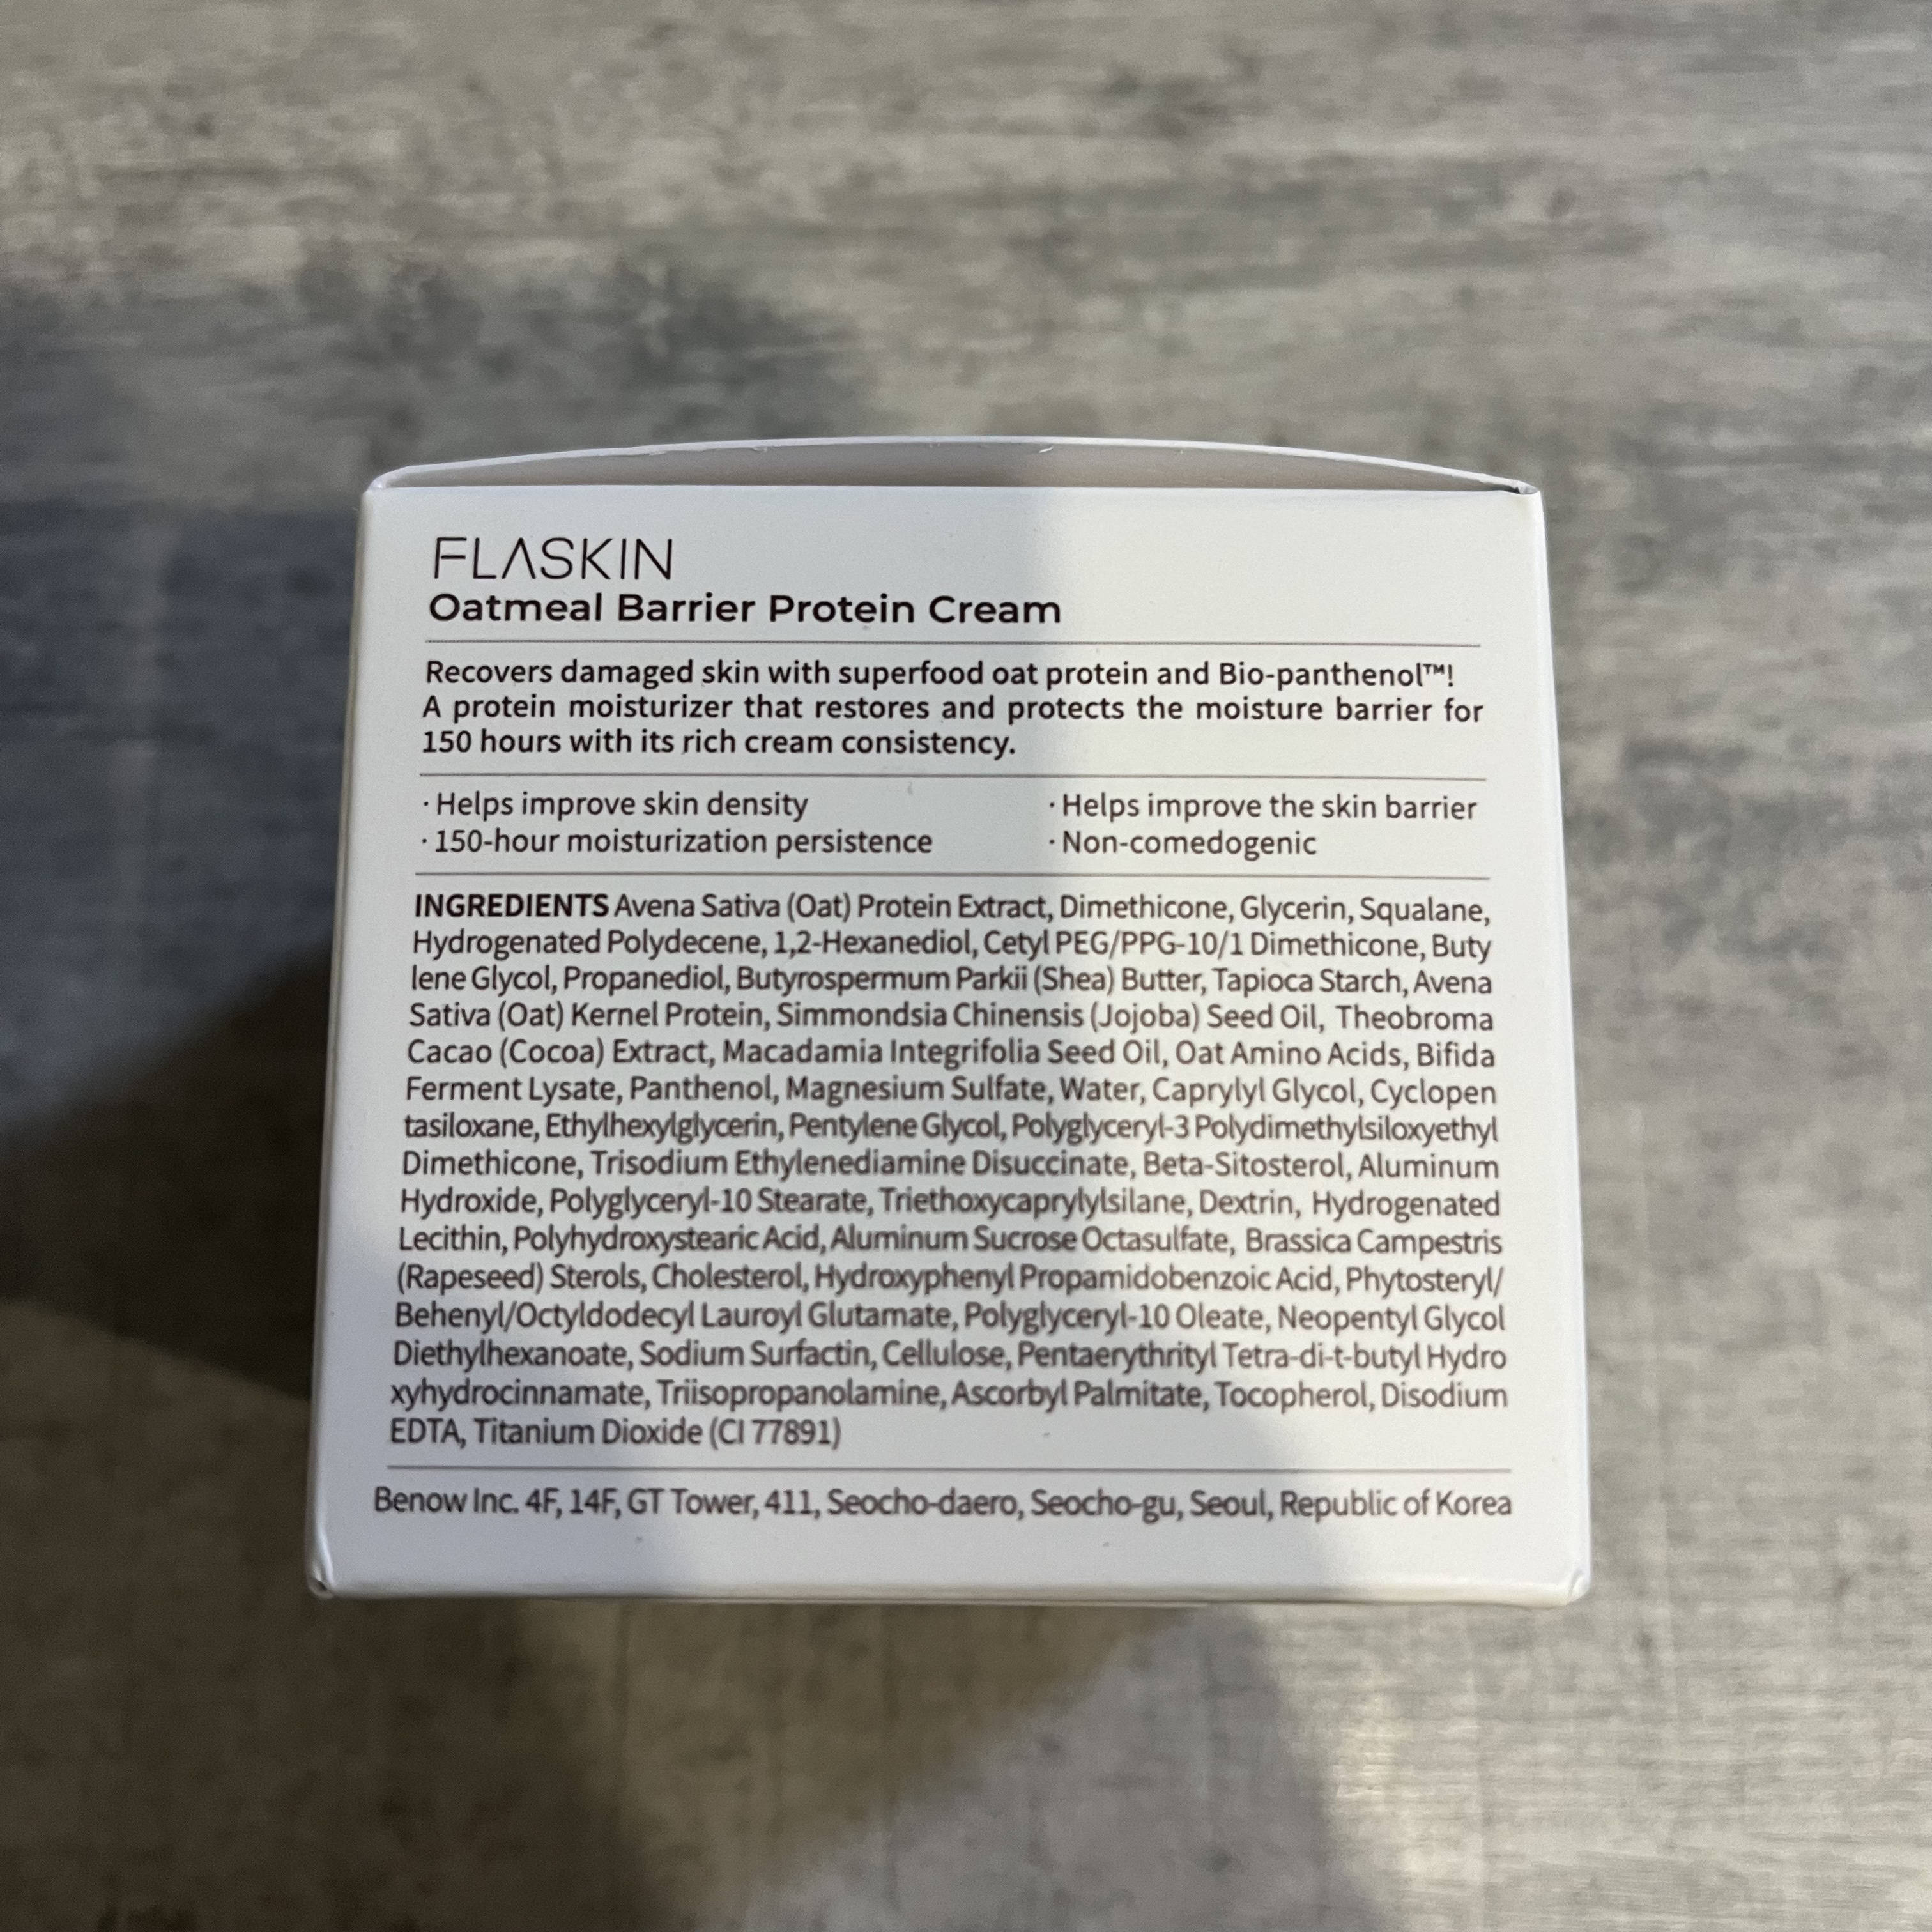 FLASKIN
Oatmeal Barrier Protein Cream
Recovers damaged skin with superfood oat protein and Bio-panthenol™!
A protein moisturizer that restores and protects the moisture barrier for
150 hours with its rich cream consistency.
· Helps improve skin density
· Helps improve the skin barrier
· 150-hour moisturization persistence
· Non-comedogenic
INGREDIENTS Avena Sativa (Oat) Protein Extract, Dimethicone, Glycerin, Squalane,
Hydrogenated Polydecene, 1,2-Hexanediol, Cetyl PEG/PPG-10/1 Dimethicone, Buty
lene Glycol, Propanediol, Butyrospermum Parkii (Shea) Butter, Tapioca Starch, Avena
Sativa (Oat) Kernel Protein, Simmondsia Chinensis (Jojoba) Seed Oil, Theobroma
Cacao (Cocoa) Extract, Macadamia Integrifolia Seed Oil, Oat Amino Acids, Bifida
Ferment Lysate, Panthenol, Magnesium Sulfate, Water, Caprylyl Glycol, Cyclopen
tasiloxane, Ethylhexylglycerin, Pentylene Glycol, Polyglyceryl-3 Polydimethylsiloxyethyl
Dimethicone, Trisodium Ethylenediamine Disuccinate, Beta-Sitosterol, Aluminum
Hydroxide, Polyglyceryl-10 Stearate, Triethoxycaprylylsilane, Dextrin, Hydrogenated
Lecithin, Polyhydroxystearic Acid, Aluminum Sucrose Octasulfate, Brassica Campestris
(Rapeseed) Sterols, Cholesterol, Hydroxyphenyl Propamidobenzoic Acid, Phytosteryl/
Behenyl/Octyldodecyl Lauroyl Glutamate, Polyglyceryl-10 Oleate, Neopentyl Glycol
Diethylhexanoate, Sodium Surfactin, Cellulose, Pentaerythrityl Tetra-di-t-butyl Hydro
xyhydrocinnamate, Triisopropanolamine, Ascorbyl Palmitate, Tocopherol, Disodium
EDTA, Titanium Dioxide (CI 77891)
Benow Inc. 4F, 14F, GT Tower, 411, Seocho-daero, Seocho-gu, Seoul, Republic of Korea